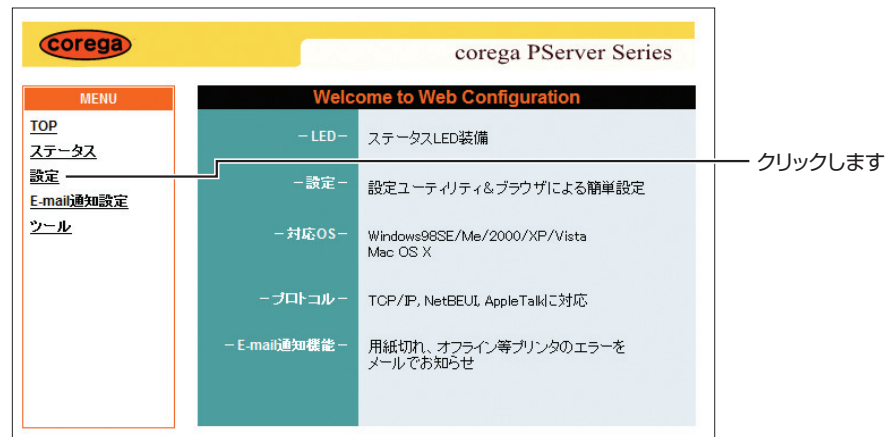 corega
corega PServer Series
MENU
Welcome to Web Configuration
TOP
ステータス
設定
E-mail通知設定
ツール
－LED－
ステータスLED装備
－設定－
設定ユーティリティ＆ブラウザによる簡単設定
－対応OS－
Windows98SE/Me/2000/XP/Vista
Mac OS X
－プロトコル－
TCP/IP, NetBEUI, AppleTalkに対応
－E-mail通知機能－
用紙切れ、オフライン等プリンタのエラーを
メールでお知らせ
クリックします